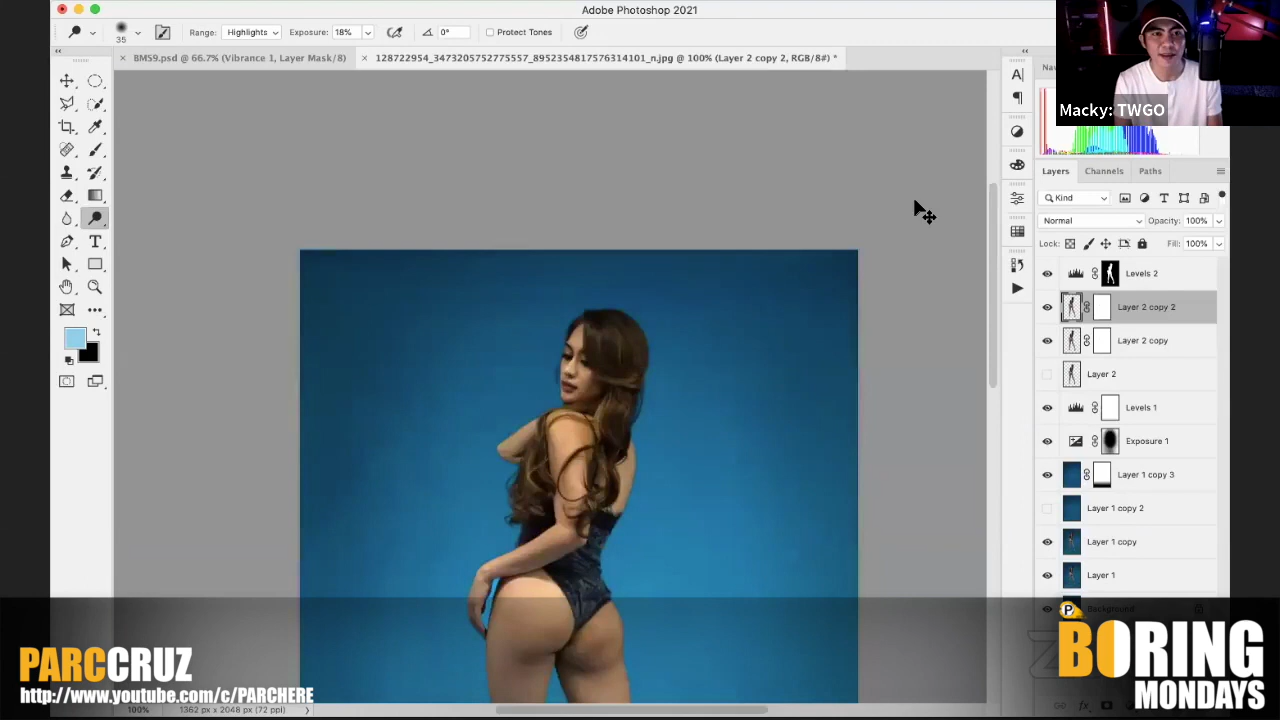 Adobe Photoshop 2021
35
Range: Highlights
Exposure: 18%
0°
Protect Tones
BM59.psd @ 66.7% (Vibrance 1, Layer Mask/8)
128722954_3473205752775557_8952354817576314101_n.jpg @ 100% (Layer 2 copy 2, RGB/8#) *
Macky: TWGO
Layers
Channels
Paths
Kind
Normal
Opacity: 100%
Lock:
Fill: 100%
Levels 2
Layer 2 copy 2
Layer 2 copy
Layer 2
Levels 1
Exposure 1
Layer 1 copy 3
Layer 1 copy 2
Layer 1 copy
Layer 1
Background
PARCCRUZ
http://www.youtube.com/c/PARCHERE
P
BORING
MONDAYS
100%
1362 px x 2048 px (72 ppi)